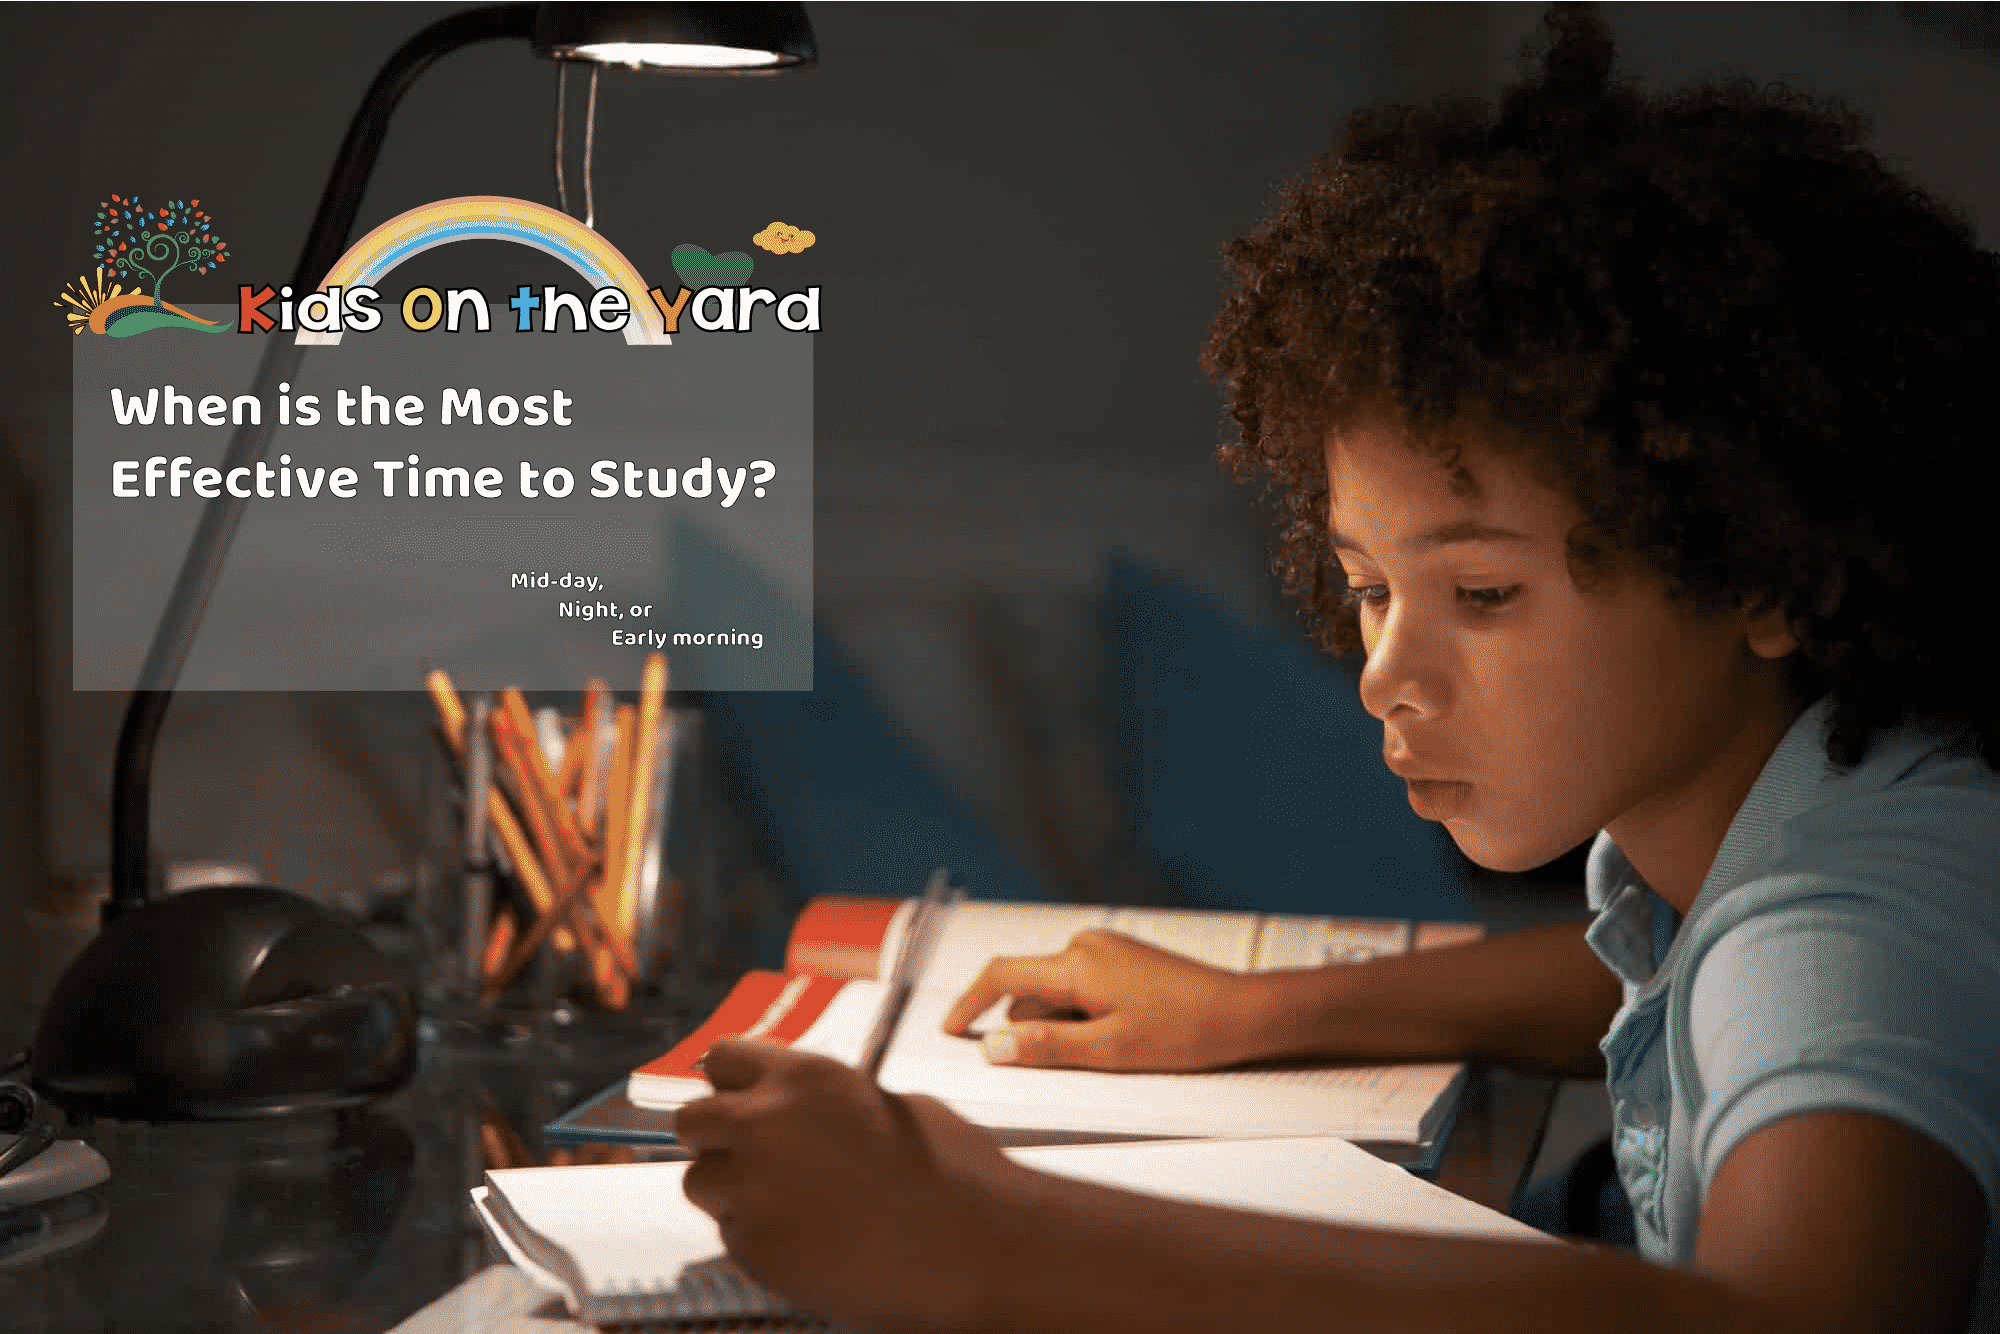 Kids on the Yard
When is the Most
Effective Time to Study?
Mid-day,
Night, or
Early morning